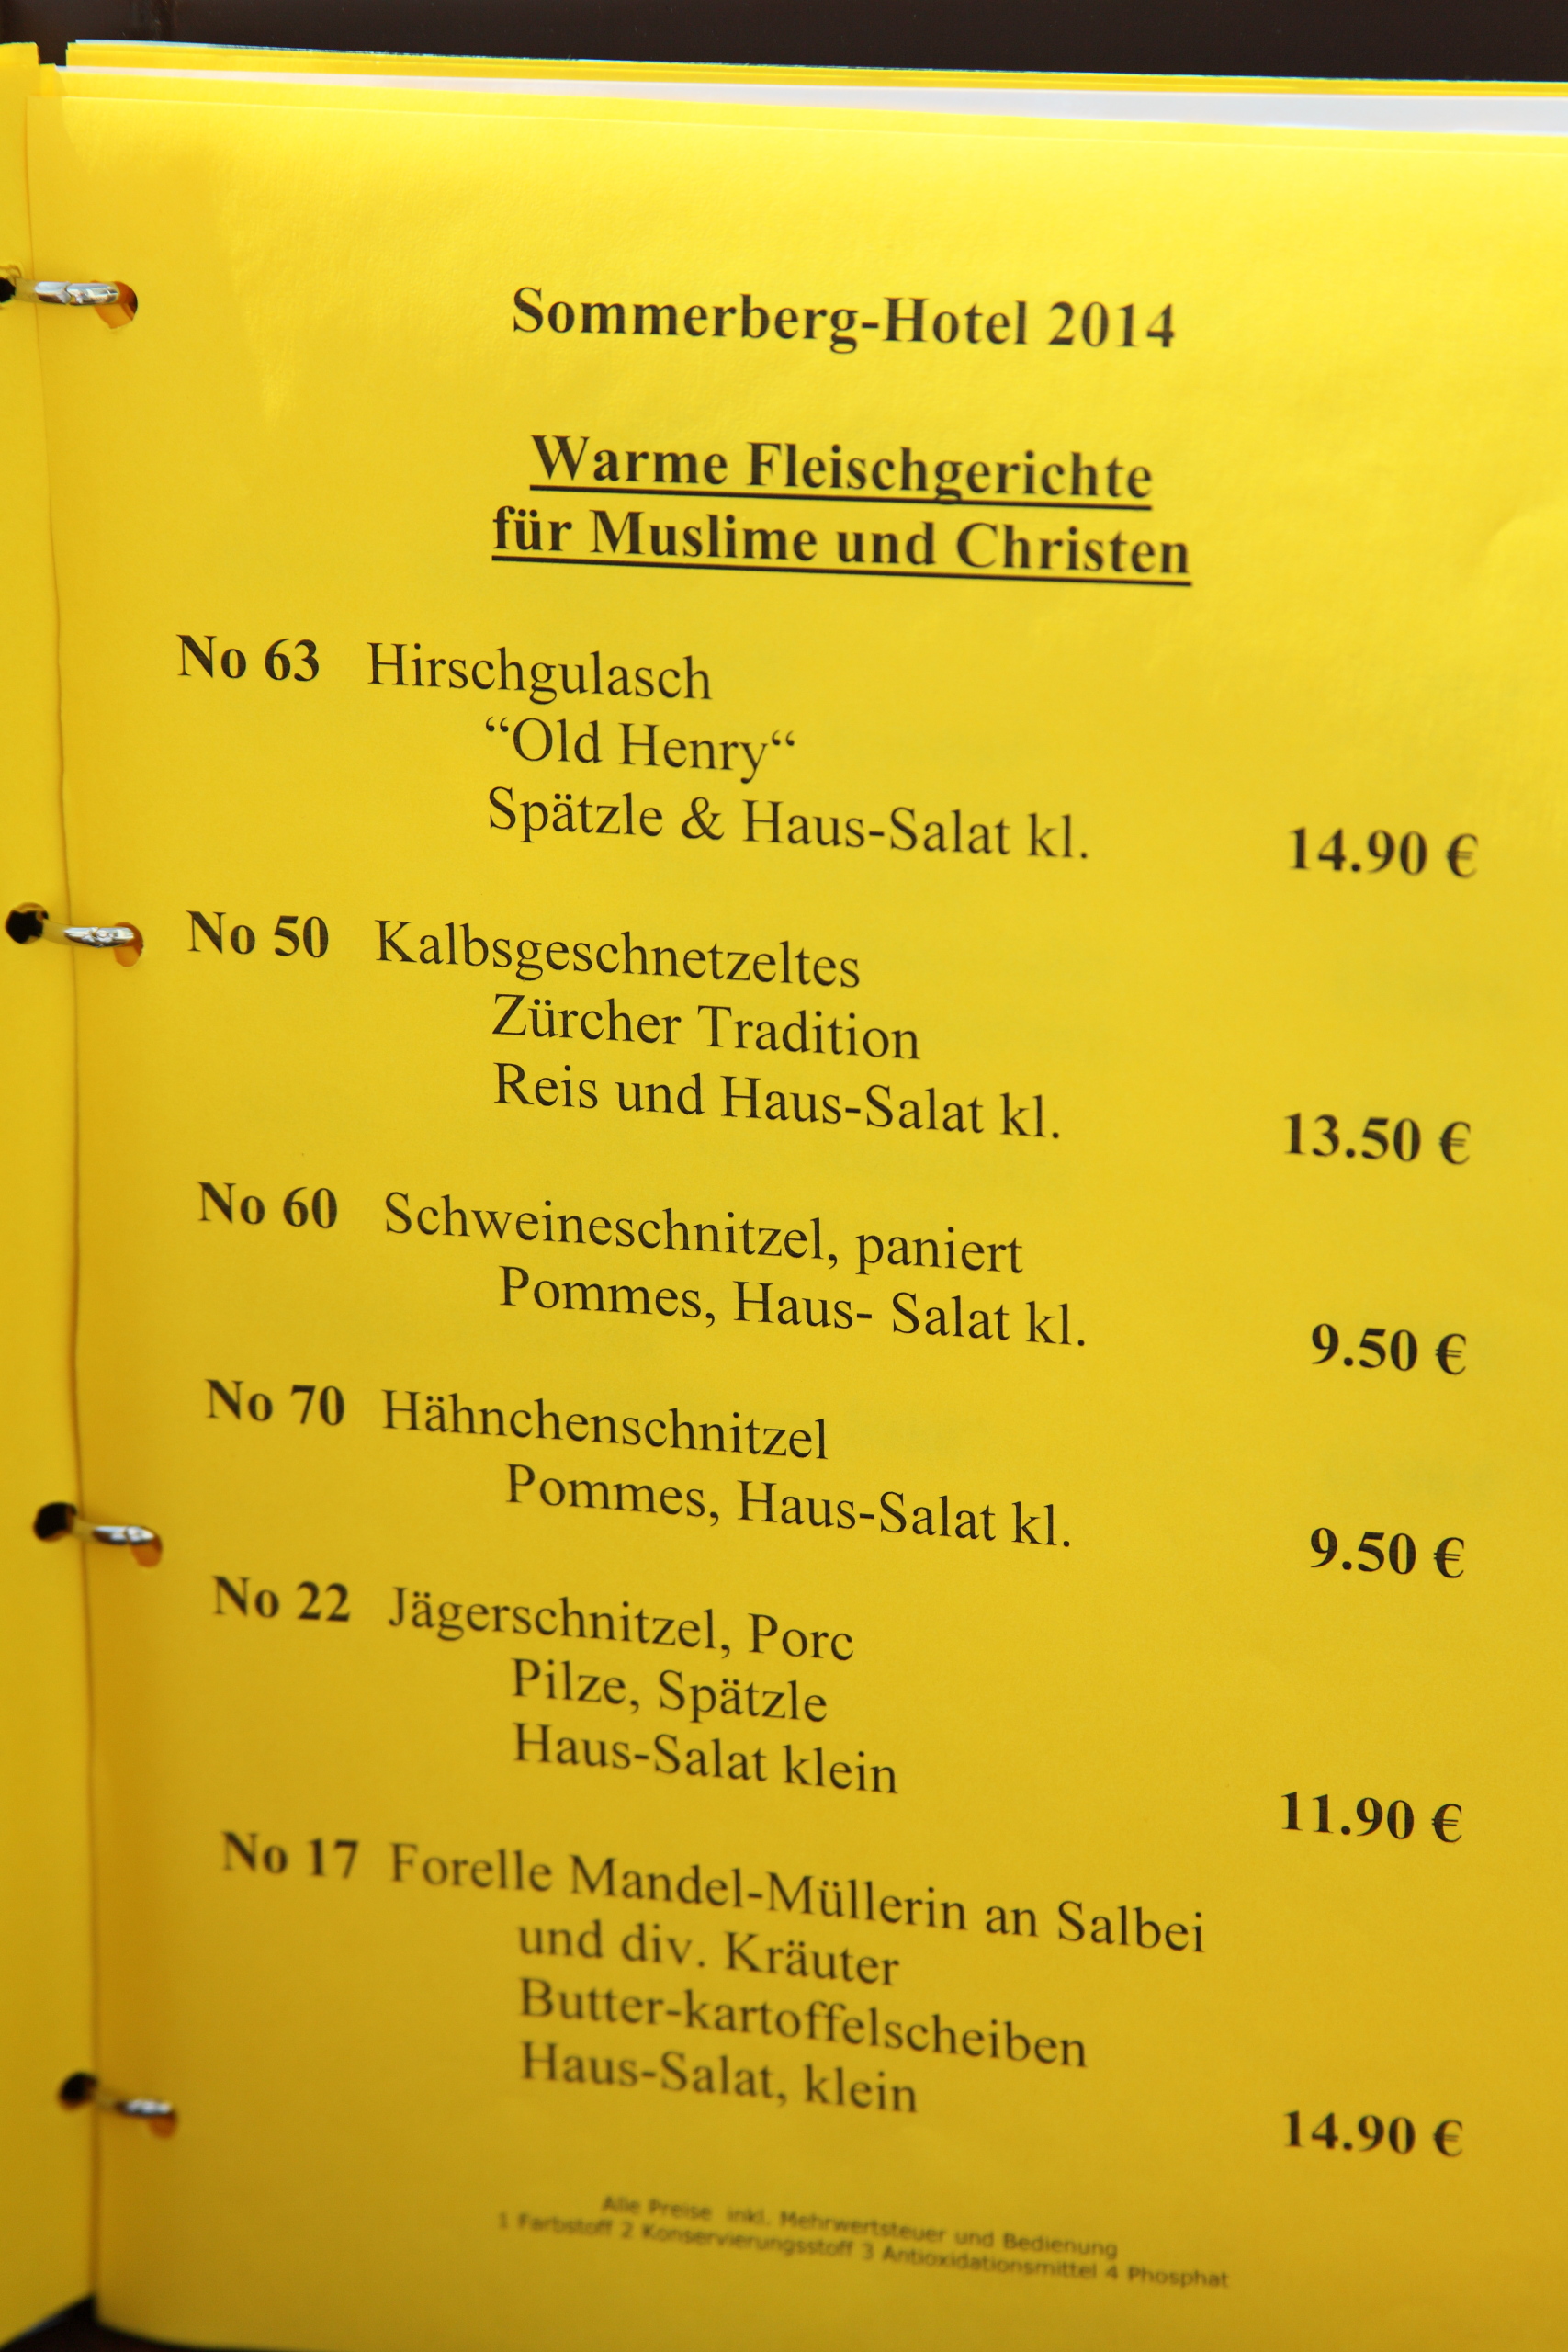 Sommerberg-Hotel 2014
Warme Fleischgerichte
für Muslime und Christen
No 63 Hirschgulasch
“Old Henry“
Spätzle & Haus-Salat kl. 14.90 €
No 50 Kalbsgeschnetzeltes
Zürcher Tradition
Reis und Haus-Salat kl. 13.50 €
No 60 Schweineschnitzel, paniert
Pommes, Haus- Salat kl. 9.50 €
No 70 Hähnchenschnitzel
Pommes, Haus-Salat kl. 9.50 €
No 22 Jägerschnitzel, Porc
Pilze, Spätzle
Haus-Salat klein 11.90 €
No 17 Forelle Mandel-Müllerin an Salbei
und div. Kräuter
Butter-kartoffelscheiben
Haus-Salat, klein 14.90 €
Alle Preise inkl. Mehrwertsteuer und Bedienung
1 Farbstoff 2 Konservierungsstoff 3 Antioxidationsmittel 4 Phosphat